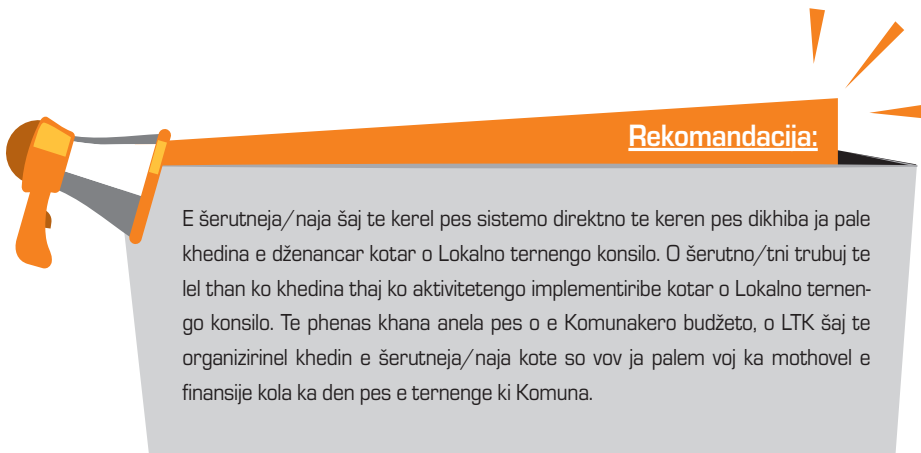 Rekomandacija:
E šerutneja/naja šaj te kerel pes sistemo direktno te keren pes dikhiba ja pale
khedina e dženancar kotar o Lokalno ternengo konsilo. O šerutno/tni trubuj te
lel than ko khedina thaj ko aktivitetengo implementiribe kotar o Lokalno ternen-
go konsilo. Te phenas khana anela pes o e Komunakero budžeto, o LTK šaj te
organizirinel khedin e šerutneja/naja kote so vov ja palem voj ka mothovel e
finansije kola ka den pes e ternenge ki Komuna.